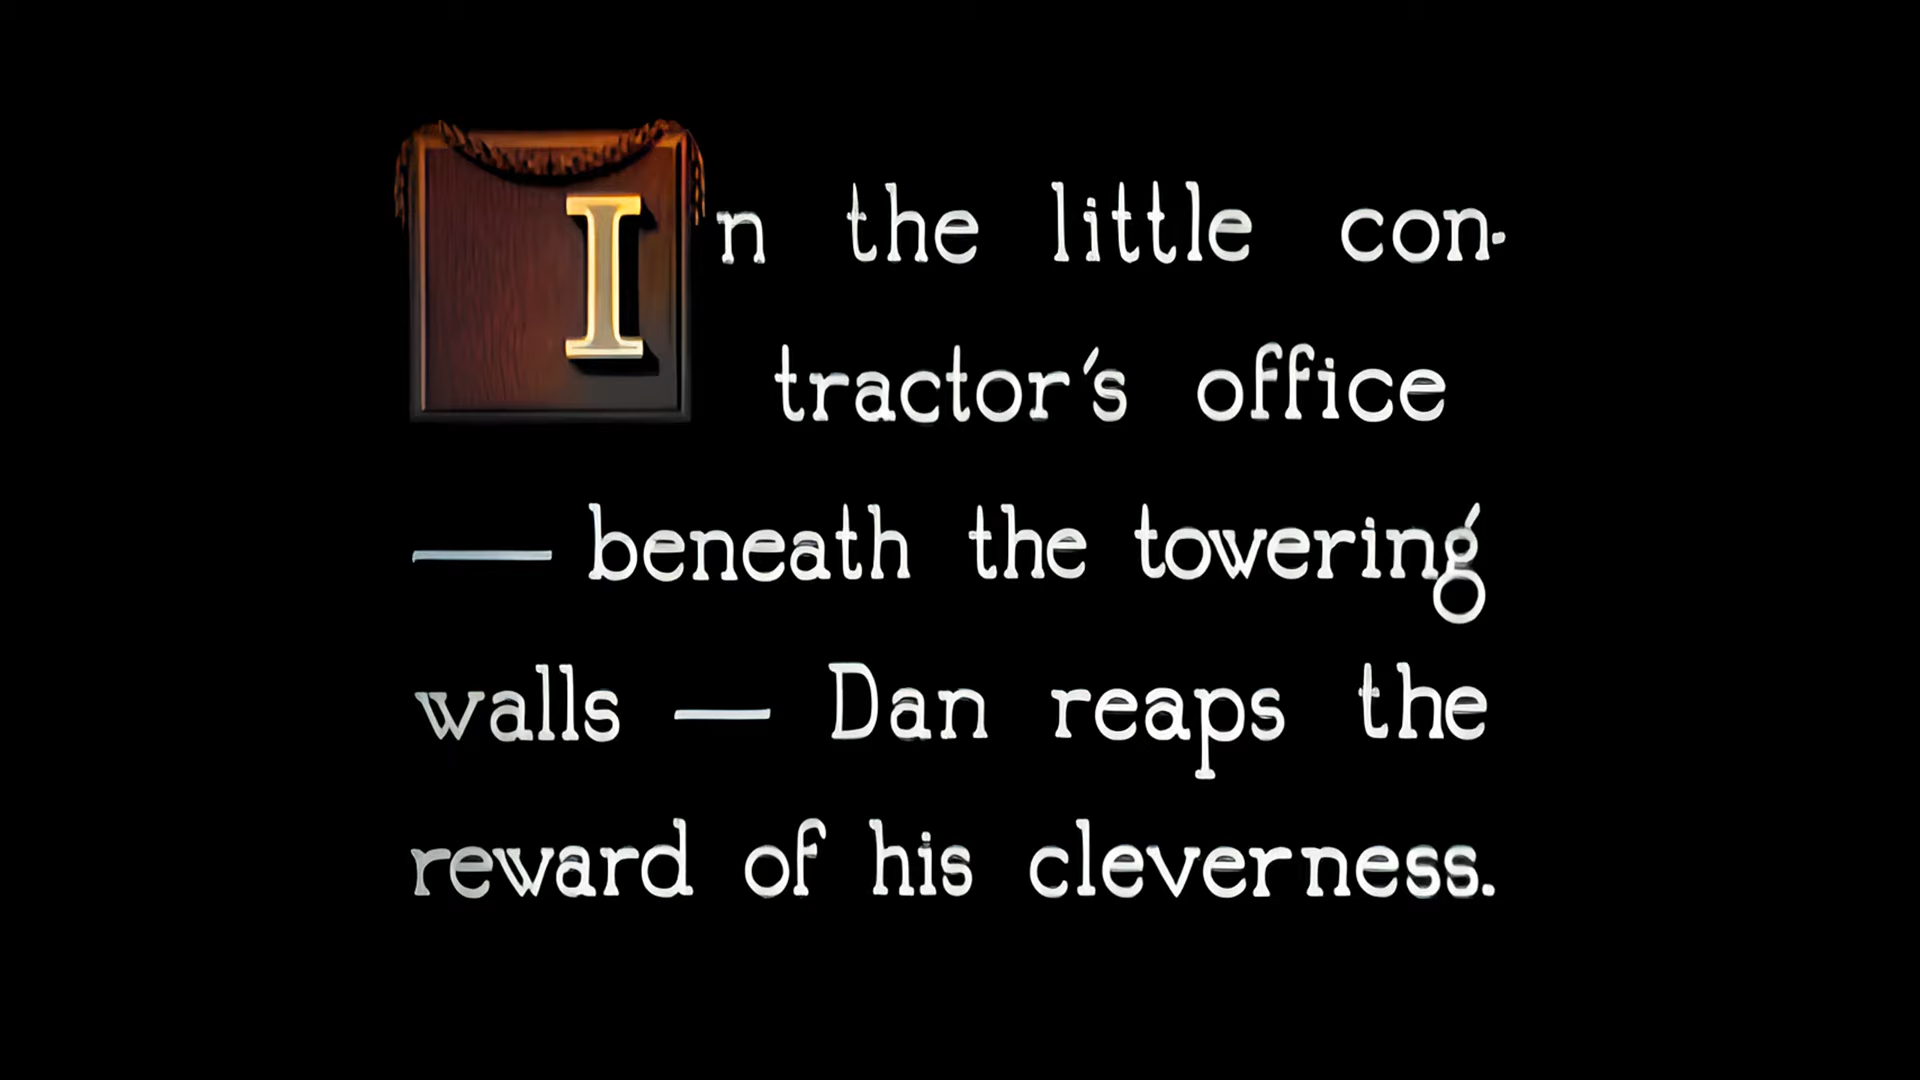 In the little con-
tractor's office
— beneath the towering
walls — Dan reaps the
reward of his cleverness.